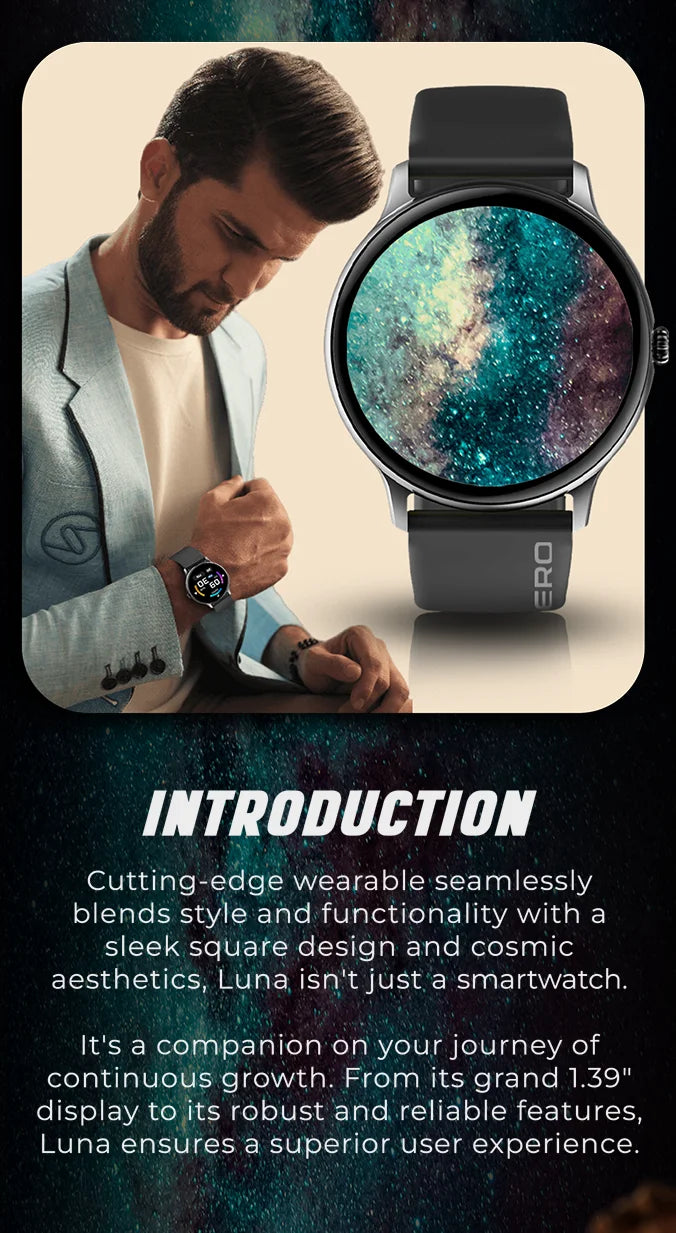 ERO
INTRODUCTION
Cutting-edge wearable seamlessly
blends style and functionality with a
sleek square design and cosmic
aesthetics, Luna isn't just a smartwatch.
It's a companion on your journey of
continuous growth. From its grand 1.39"
display to its robust and reliable features,
Luna ensures a superior user experience.